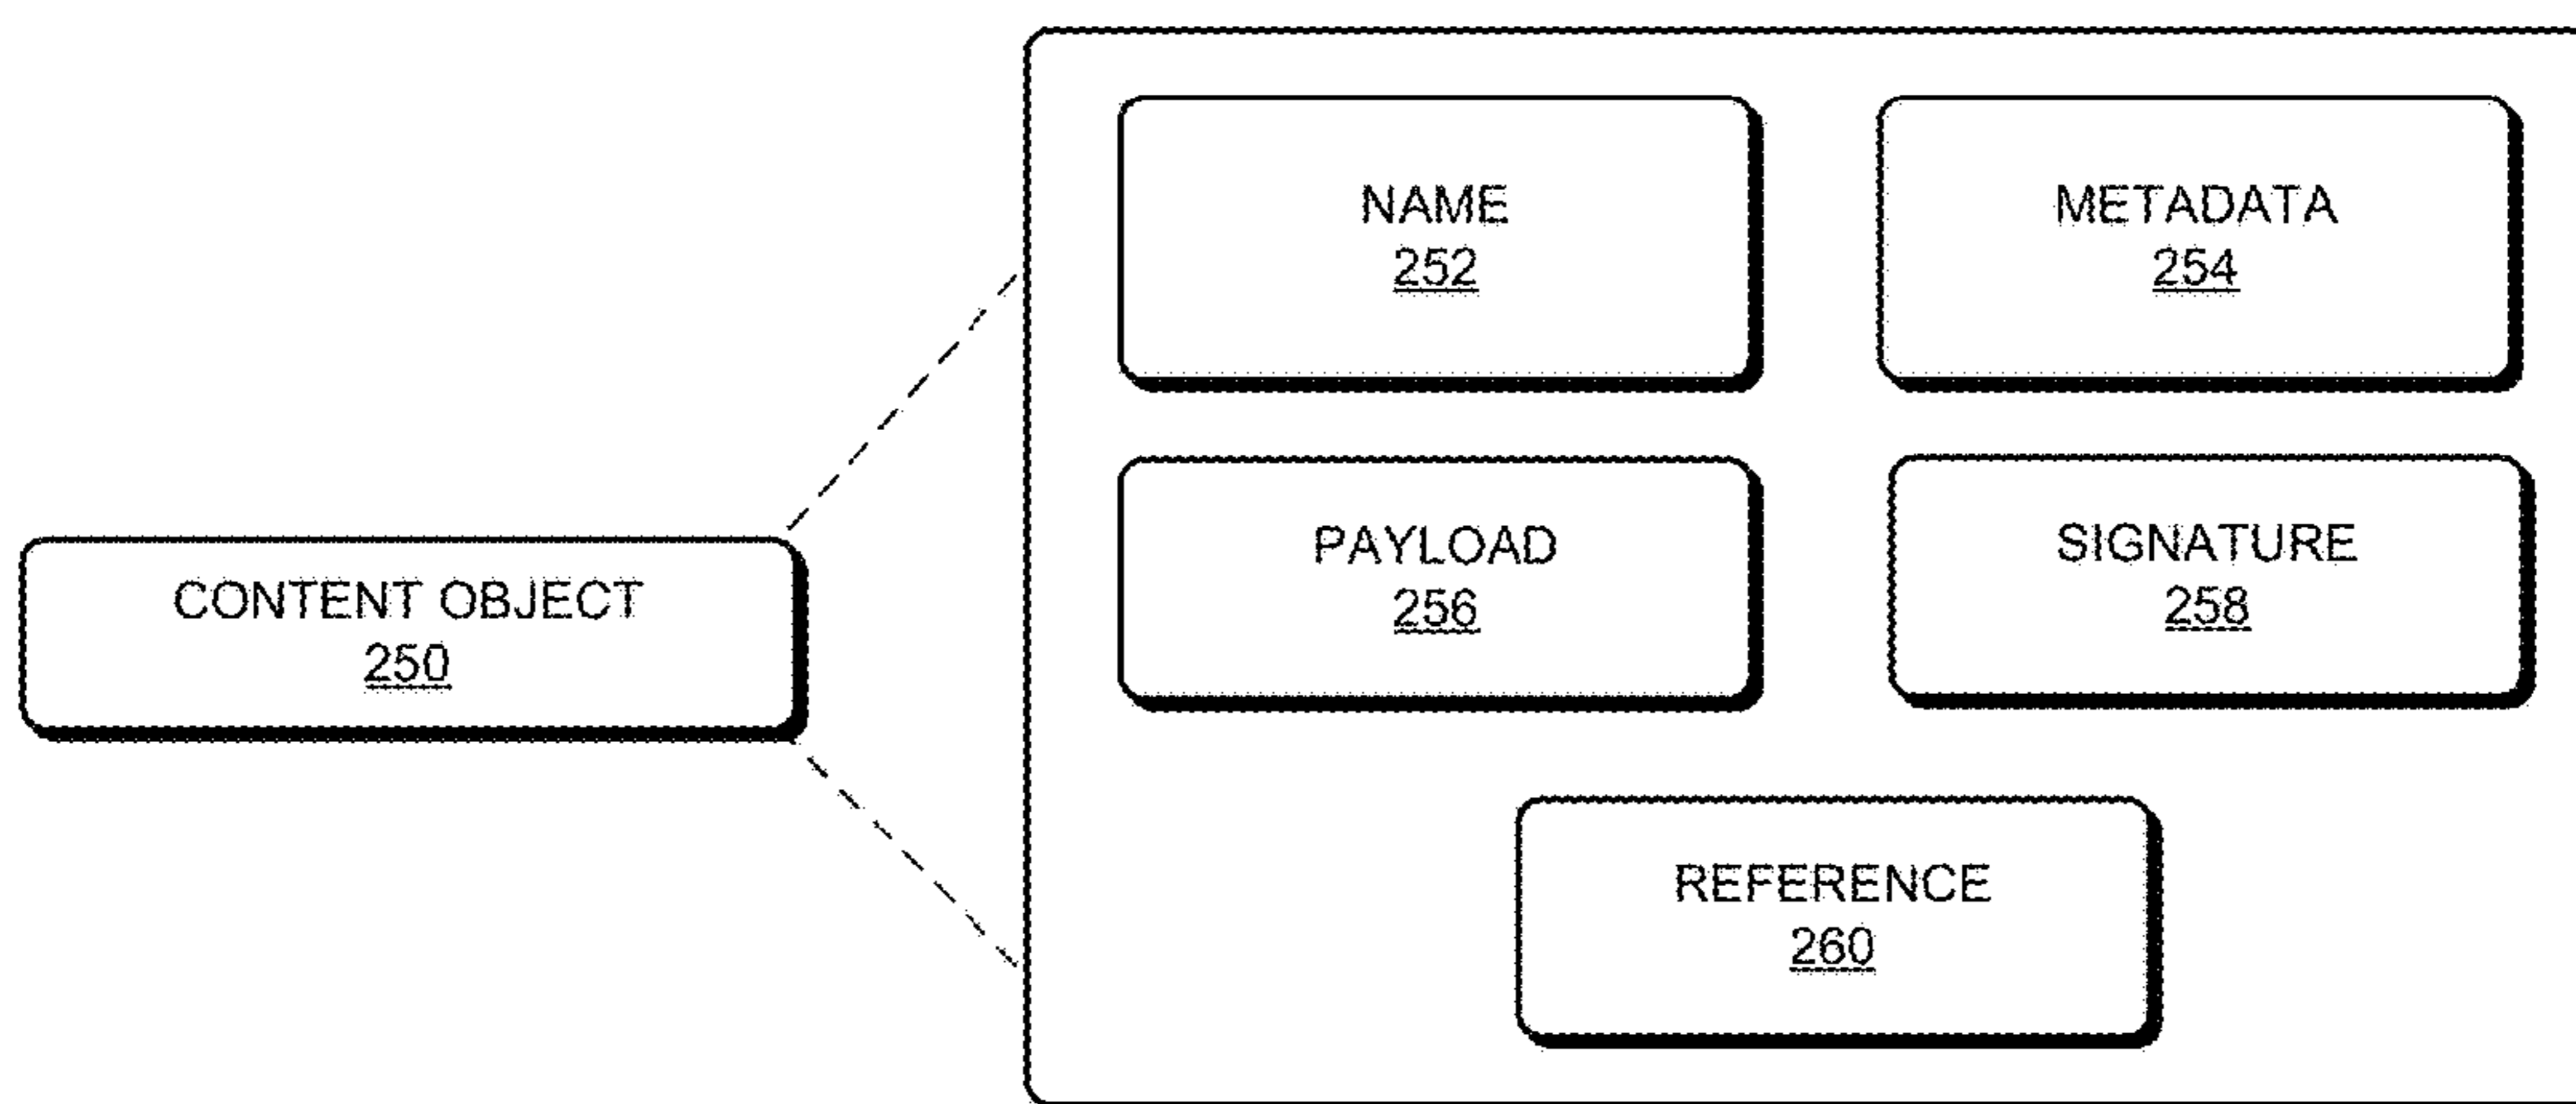 NAME
252
METADATA
254
PAYLOAD
256
SIGNATURE
258
CONTENT OBJECT
250
REFERENCE
260